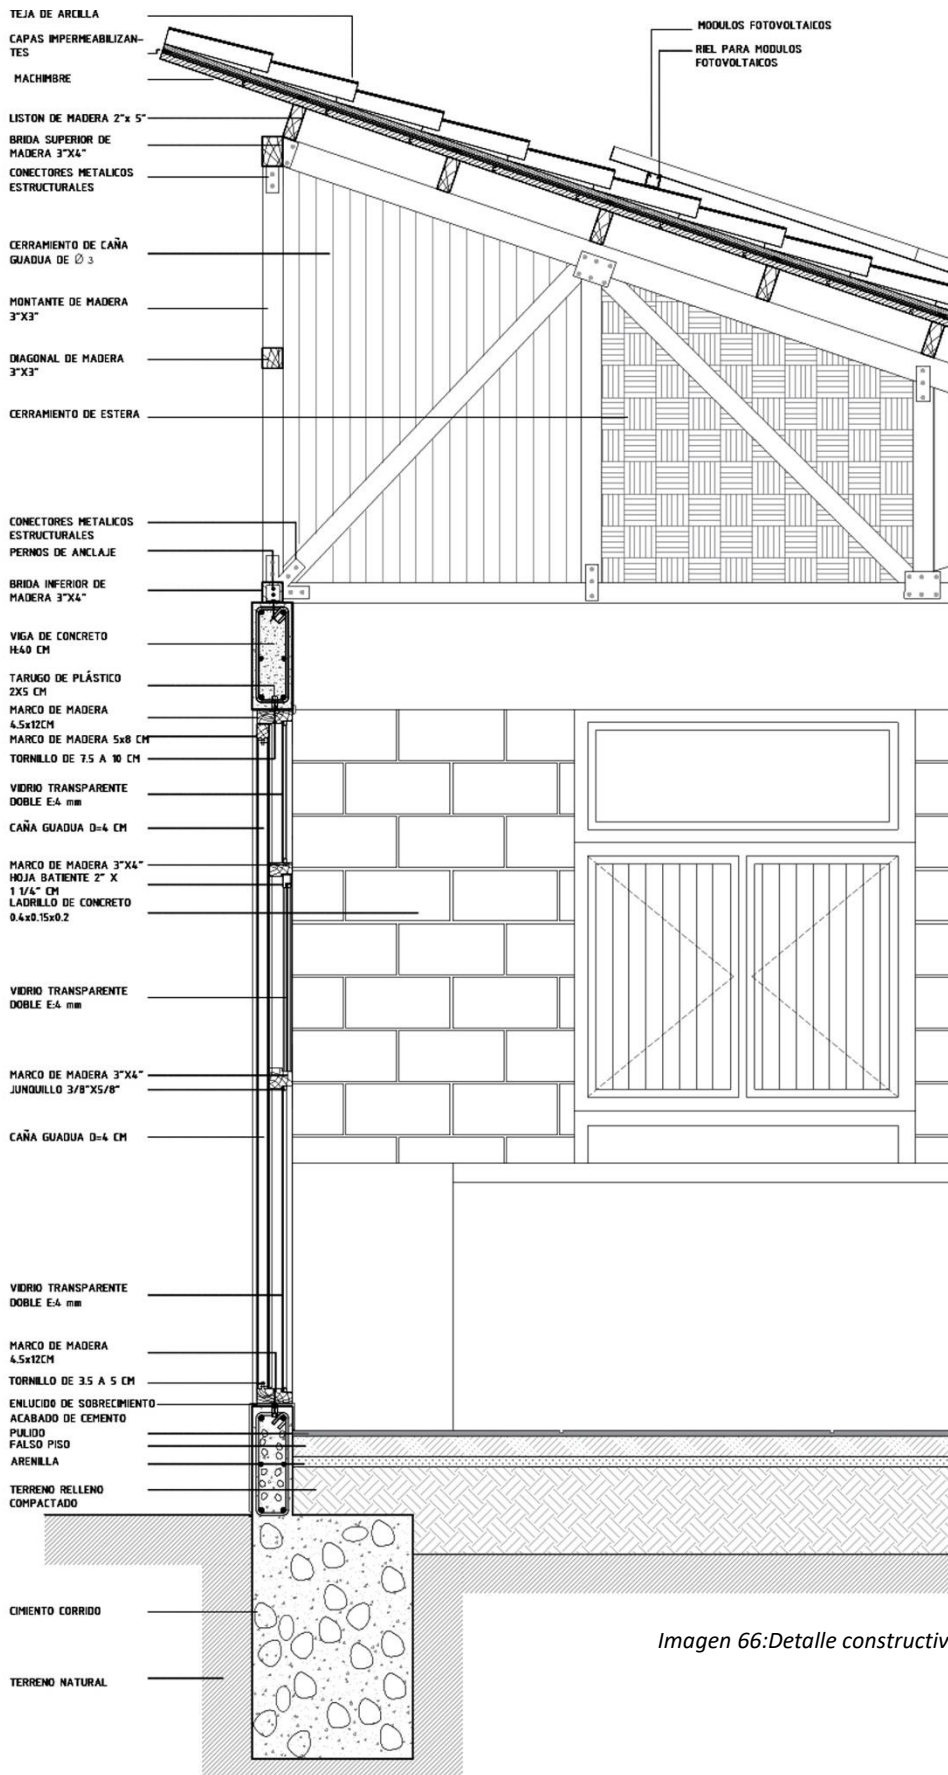 TEJA DE ARCILLA
CAPAS IMPERMEABILIZAN-
TES
MACHIMBRE
LISTON DE MADERA 2"x 5"
BRIDA SUPERIOR DE
MADERA 3"X4"
CONECTORES METALICOS
ESTRUCTURALES
CERRAMIENTO DE CAÑA
GUADUA DE Ø 3
MONTANTE DE MADERA
3"X3"
DIAGONAL DE MADERA
3"X3"
CERRAMIENTO DE ESTERA
CONECTORES METALICOS
ESTRUCTURALES
PERNOS DE ANCLAJE
BRIDA INFERIOR DE
MADERA 3"X4"
VIGA DE CONCRETO
H:40 CM
TARUGO DE PLÁSTICO
2X5 CM
MARCO DE MADERA
4.5x12CM
MARCO DE MADERA 5x8 CM
TORNILLO DE 7.5 A 10 CM
VIDRIO TRANSPARENTE
DOBLE E:4 mm
CAÑA GUADUA D=4 CM
MARCO DE MADERA 3"X4"
HOJA BATIENTE 2" X
1 1/4" CM
LADRILLO DE CONCRETO
0.4x0.15x0.2
VIDRIO TRANSPARENTE
DOBLE E:4 mm
MARCO DE MADERA 3"X4"
JUNQUILLO 3/8"X5/8"
CAÑA GUADUA D=4 CM
VIDRIO TRANSPARENTE
DOBLE E:4 mm
MARCO DE MADERA
4.5x12CM
TORNILLO DE 3.5 A 5 CM
ENLUCIDO DE SOBRECIMIENTO
ACABADO DE CEMENTO
PULIDO
FALSO PISO
ARENILLA
TERRENO RELLENO
COMPACTADO
CIMIENTO CORRIDO
TERRENO NATURAL
MODULOS FOTOVOLTAICOS
RIEL PARA MODULOS
FOTOVOLTAICOS
Imagen 66:Detalle constructiv